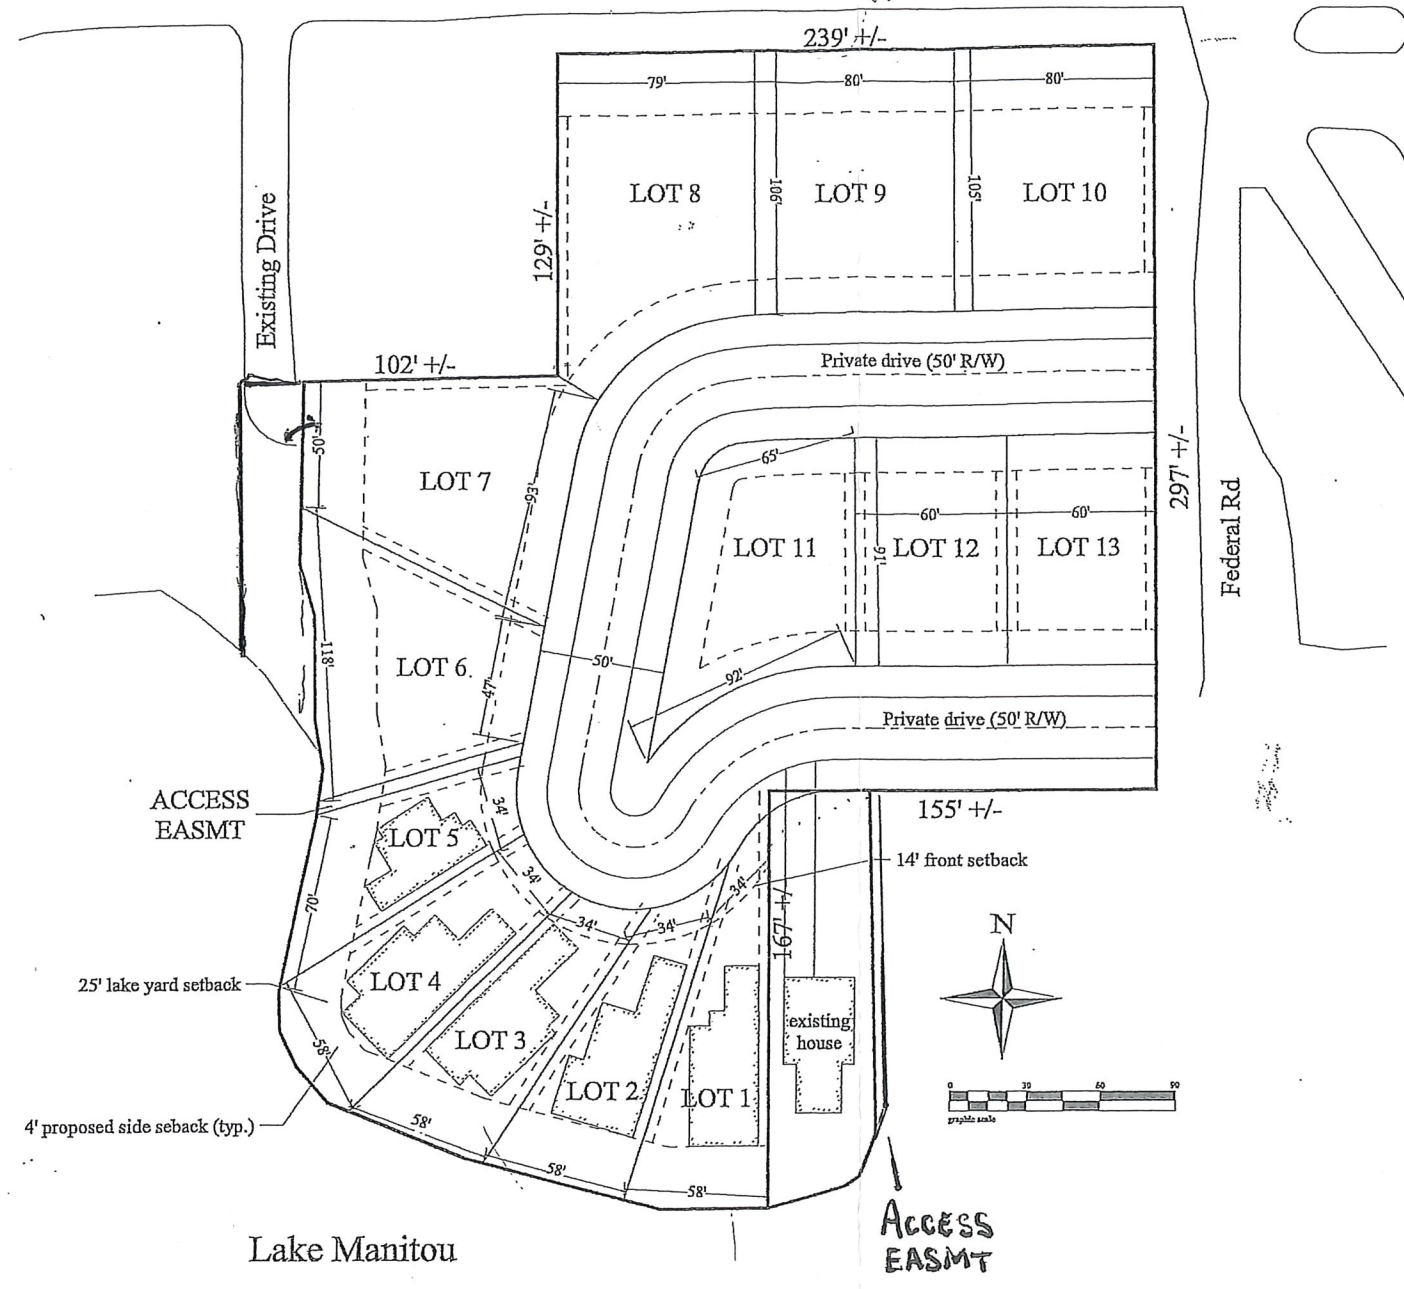 239' +/-
79'
80'
80'
LOT 8
106'
LOT 9
105'
LOT 10
129' +/-
Existing Drive
102' +/-
Private drive (50' R/W)
50'
LOT 7
93'
65'
297' +/-
Federal Rd
60'
60'
LOT 11
91'
LOT 12
LOT 13
118'
LOT 6
47'
50'
92'
Private drive (50' R/W)
ACCESS
EASMT
34'
LOT 5
155' +/-
14' front setback
34'
34'
34'
34'
70'
167' +/-
25' lake yard setback
LOT 4
LOT 3
LOT 2
LOT 1
existing
house
N
58'
4' proposed side seback (typ.)
58'
58'
58'
0 30 60 90
graphic scale
Lake Manitou
ACCESS
EASMT